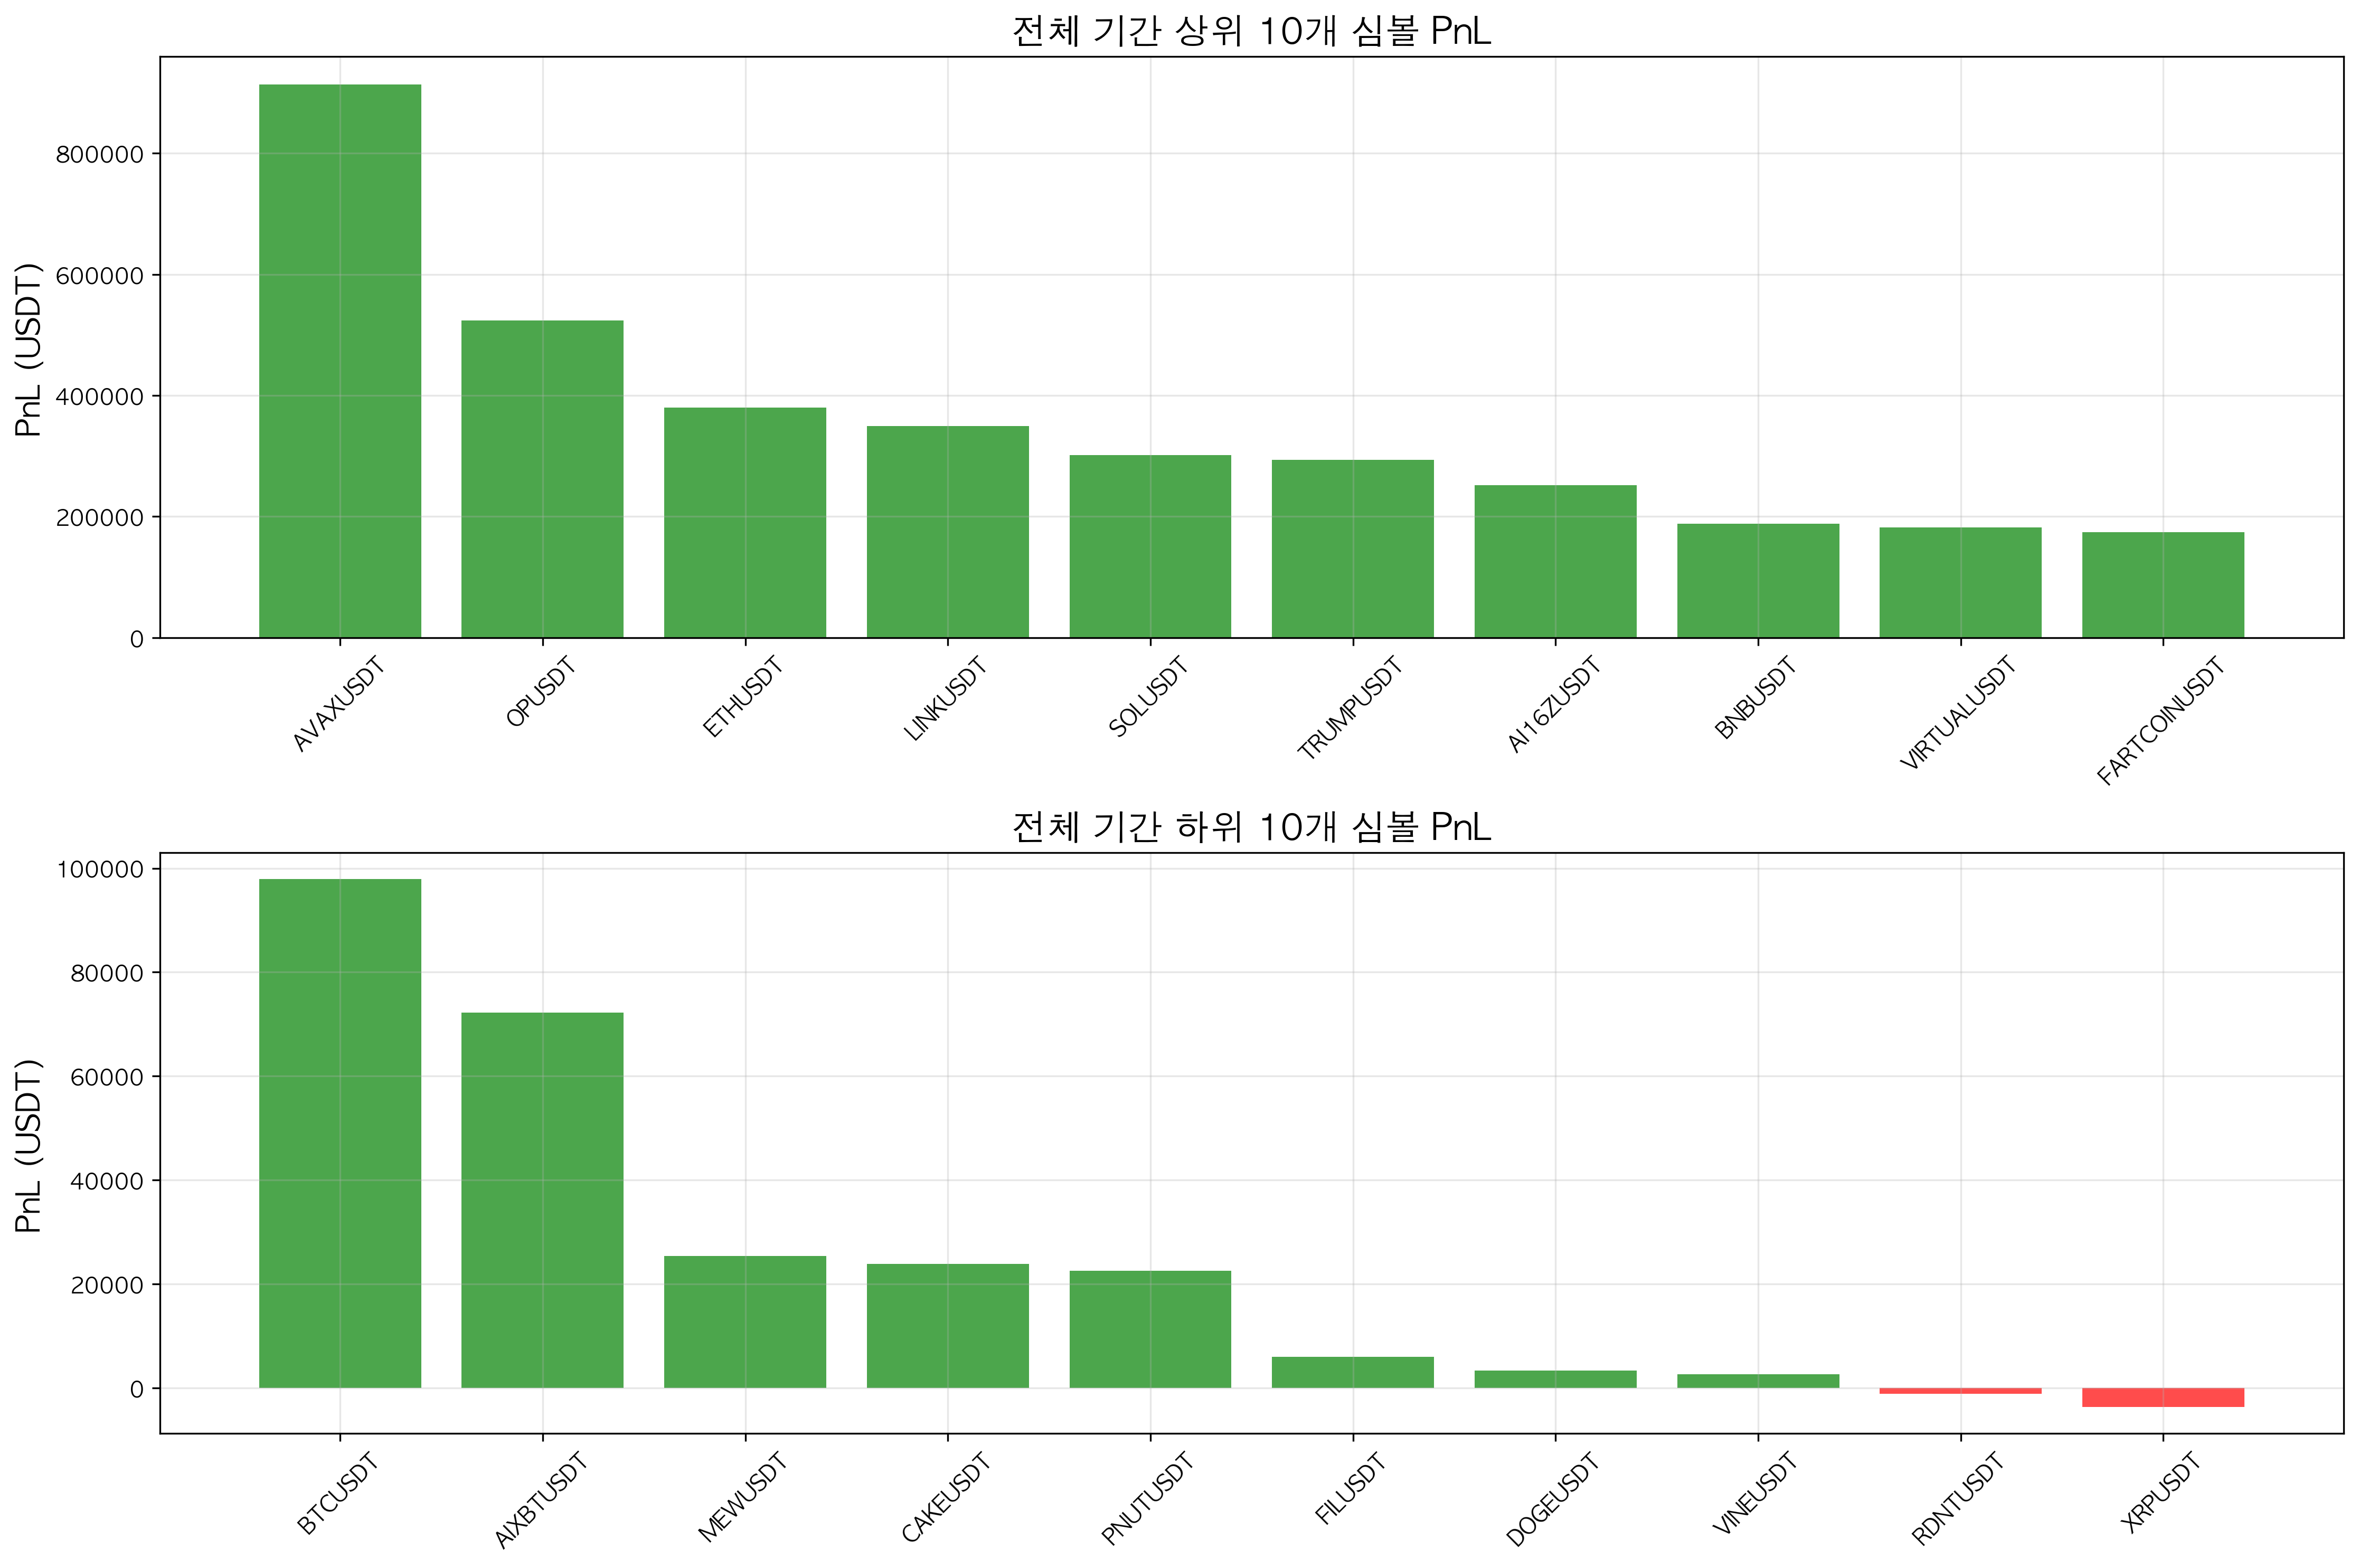 전체 기간 상위 10개 심볼 PnL
PnL (USDT)
800000
600000
400000
200000
0
AVAXUSDT
OPUSDT
ETHUSDT
LINKUSDT
SOLUSDT
TRUMPUSDT
AI16ZUSDT
BNBUSDT
VIRTUALUSDT
FARTCOINUSDT
전체 기간 하위 10개 심볼 PnL
PnL (USDT)
100000
80000
60000
40000
20000
0
BTCUSDT
AIXBTUSDT
MEWUSDT
CAKEUSDT
PNUTUSDT
FILUSDT
DOGEUSDT
VINEUSDT
RDNTUSDT
XRPUSDT